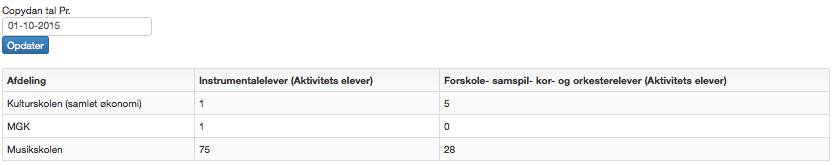 Copydan tal Pr.
01-10-2015
Opdater
Afdeling Instrumentalelever (Aktivitets elever) Forskole- samspil- kor- og orkesterelever (Aktivitets elever)
Kulturskolen (samlet økonomi) 1 5
MGK 1 0
Musikskolen 75 28